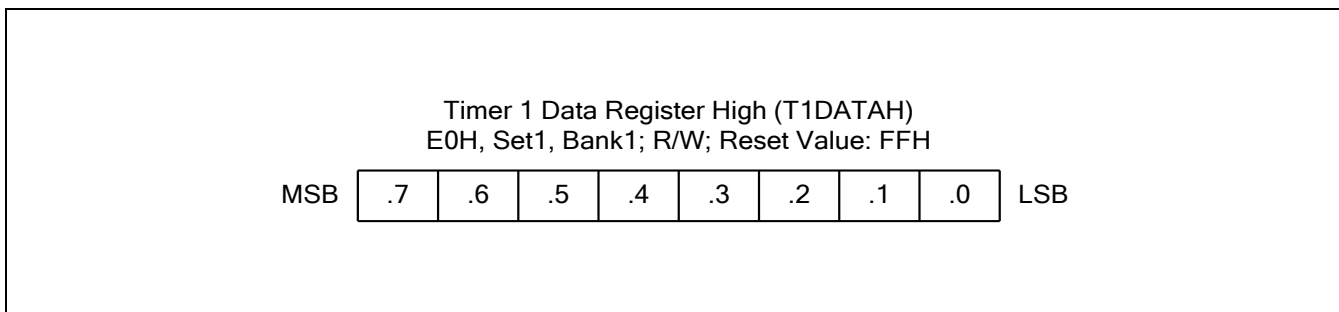 Timer 1 Data Register High (T1DATAH)
E0H, Set1, Bank1; R/W; Reset Value: FFH
MSB .7 .6 .5 .4 .3 .2 .1 .0 LSB